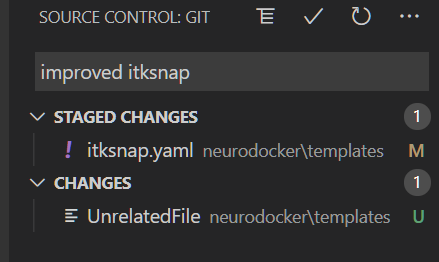 SOURCE CONTROL: GIT
improved itksnap
STAGED CHANGES 1
! itksnap.yaml neurodocker\templates M
CHANGES 1
UnrelatedFile neurodocker\templates U